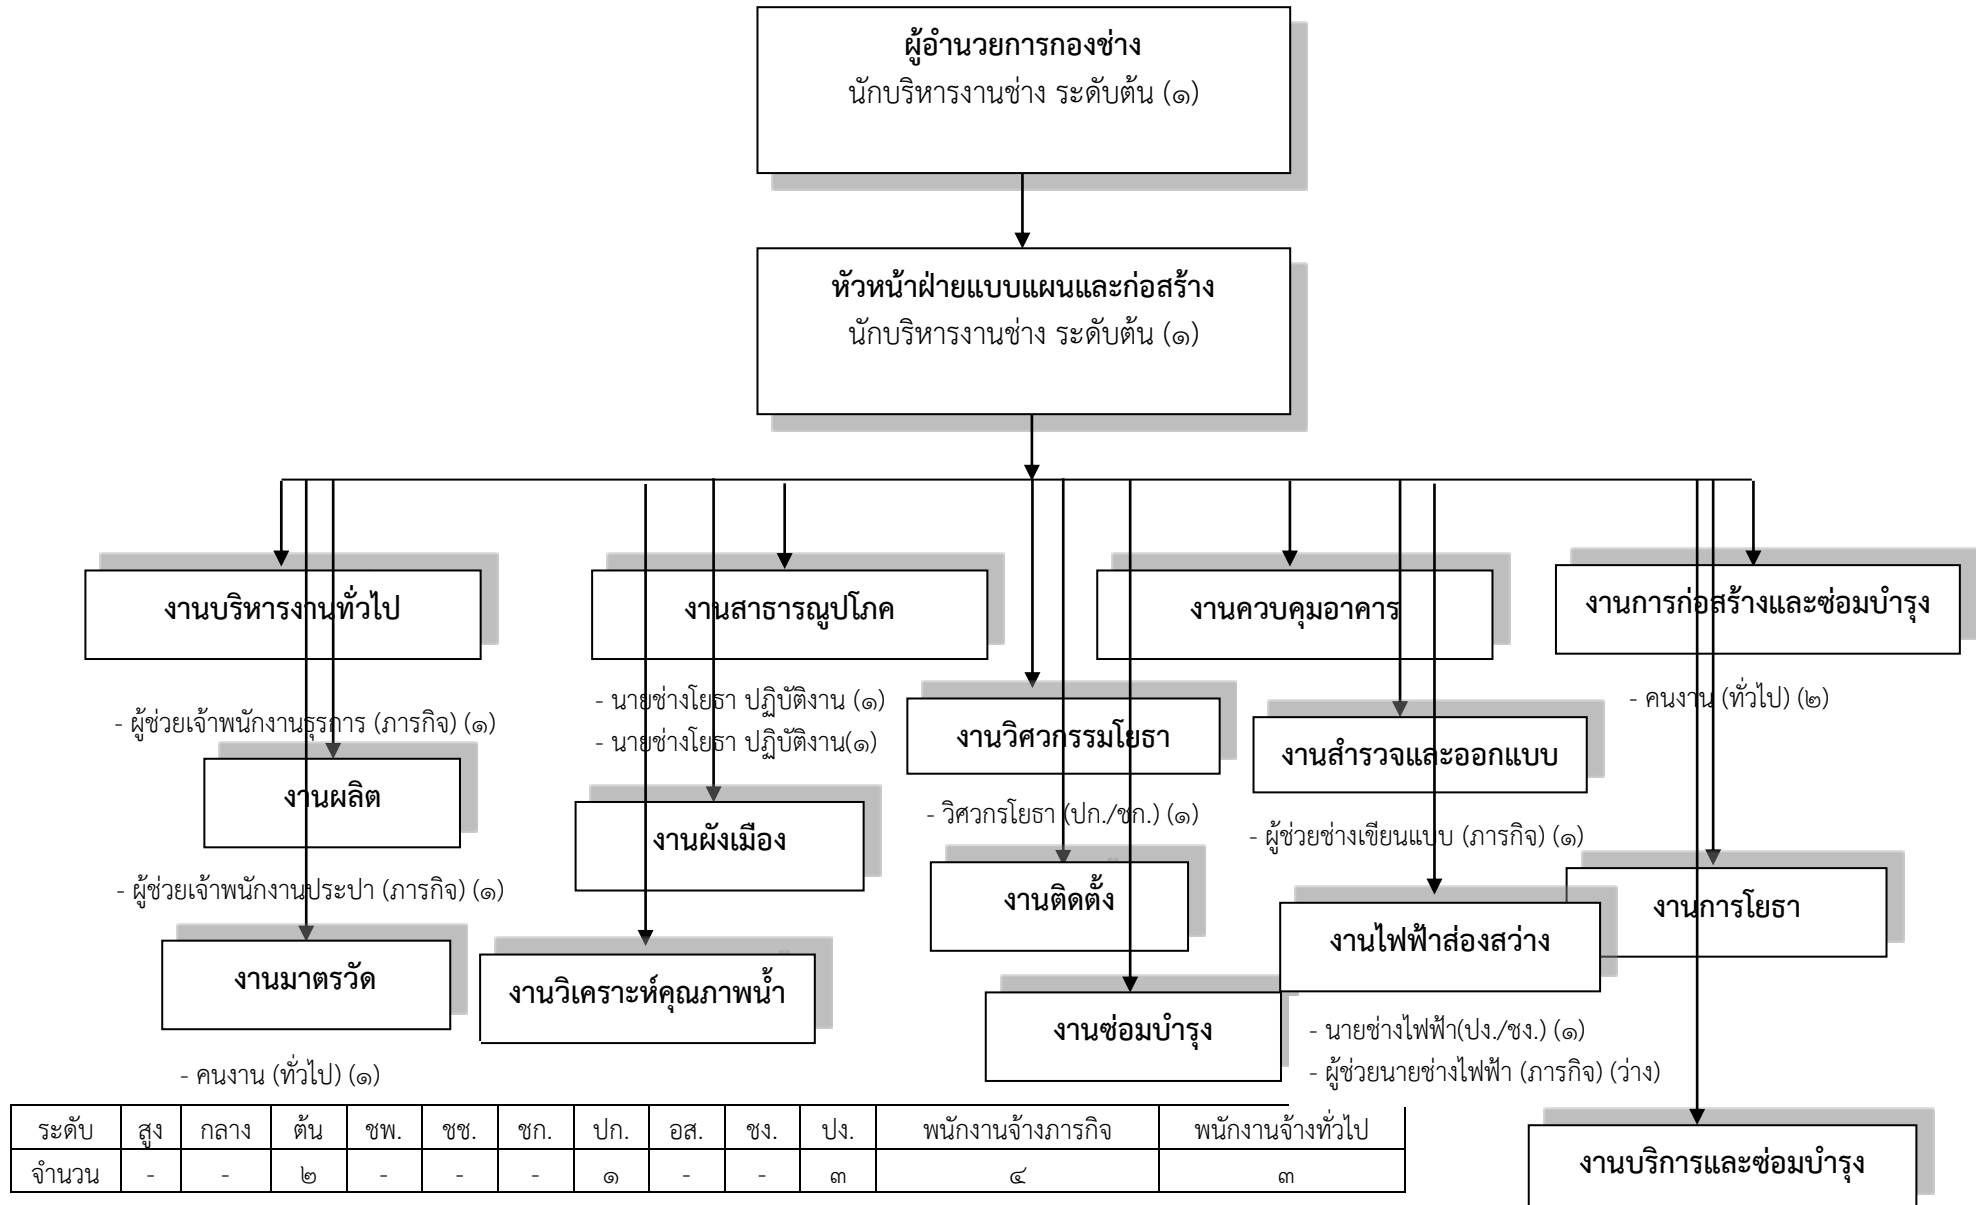 ผู้อำนวยการกองช่าง
นักบริหารงานช่าง ระดับต้น (๑)
หัวหน้าฝ่ายแบบแผนและก่อสร้าง
นักบริหารงานช่าง ระดับต้น (๑)
งานบริหารงานทั่วไป
- ผู้ช่วยเจ้าพนักงานธุรการ (ภารกิจ) (๑)
งานผลิต
- ผู้ช่วยเจ้าพนักงานประปา (ภารกิจ) (๑)
งานมาตรวัด
- คนงาน (ทั่วไป) (๑)
งานสาธารณูปโภค
- นายช่างโยธา ปฏิบัติงาน (๑)
- นายช่างโยธา ปฏิบัติงาน(๑)
งานผังเมือง
งานวิเคราะห์คุณภาพน้ำ
งานวิศวกรรมโยธา
- วิศวกรโยธา (ปก./ชก.) (๑)
งานติดตั้ง
งานซ่อมบำรุง
งานควบคุมอาคาร
งานสำรวจและออกแบบ
- ผู้ช่วยช่างเขียนแบบ (ภารกิจ) (๑)
งานไฟฟ้าส่องสว่าง
- นายช่างไฟฟ้า(ปง./ชง.) (๑)
- ผู้ช่วยนายช่างไฟฟ้า (ภารกิจ) (ว่าง)
งานการก่อสร้างและซ่อมบำรุง
- คนงาน (ทั่วไป) (๒)
งานการโยธา
งานบริการและซ่อมบำรุง
ระดับ สูง กลาง ต้น ชพ. ชช. ชก. ปก. อส. ชง. ปง. พนักงานจ้างภารกิจ พนักงานจ้างทั่วไป
จำนวน - - ๒ - - - ๑ - - ๓ ๔ ๓